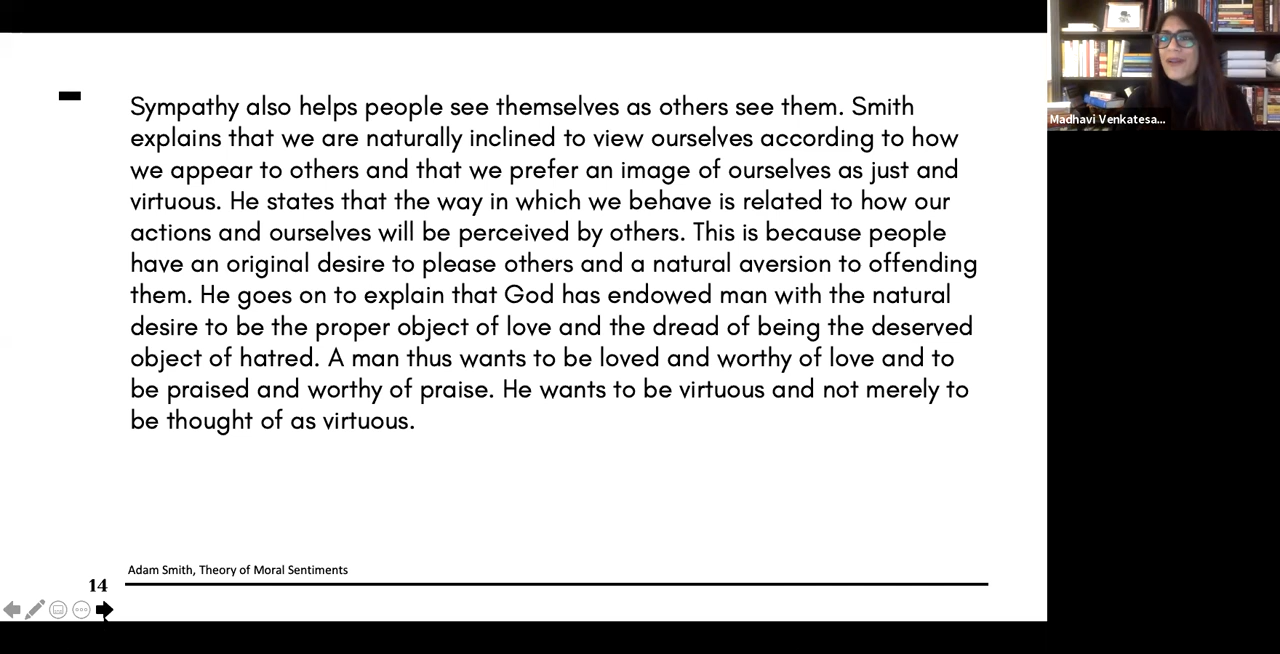 Sympathy also helps people see themselves as others see them. Smith
explains that we are naturally inclined to view ourselves according to how
we appear to others and that we prefer an image of ourselves as just and
virtuous. He states that the way in which we behave is related to how our
actions and ourselves will be perceived by others. This is because people
have an original desire to please others and a natural aversion to offending
them. He goes on to explain that God has endowed man with the natural
desire to be the proper object of love and the dread of being the deserved
object of hatred. A man thus wants to be loved and worthy of love and to
be praised and worthy of praise. He wants to be virtuous and not merely to
be thought of as virtuous.
Adam Smith, Theory of Moral Sentiments
14
Madhavi Venkatesa...